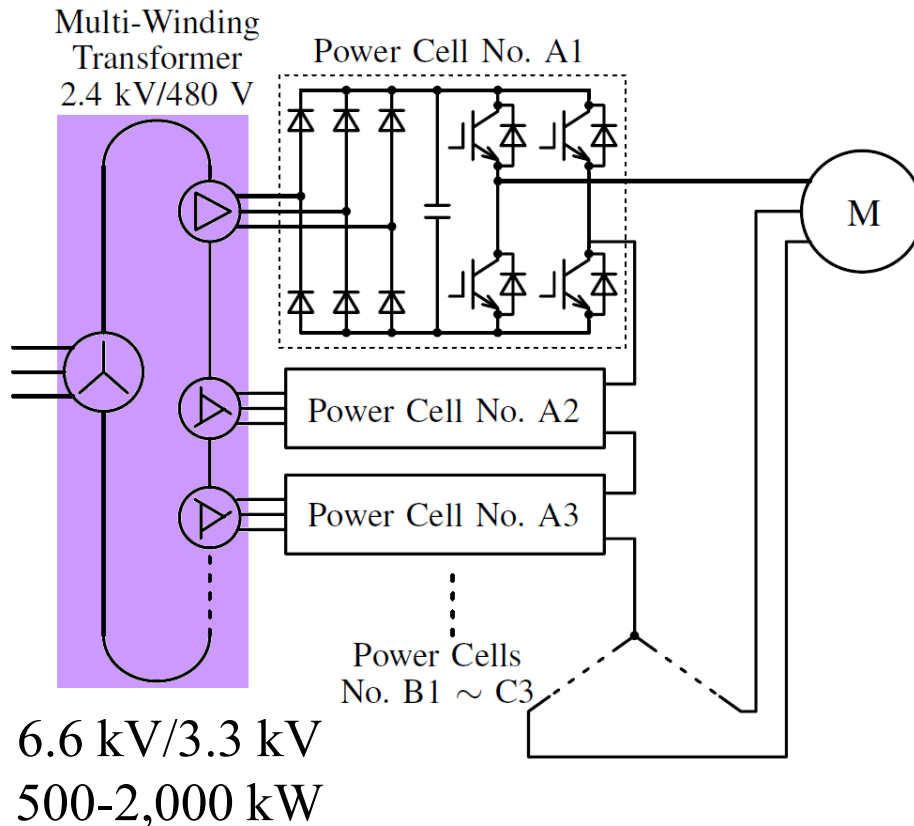 Multi-Winding
Transformer
2.4 kV/480 V
Power Cell No. A1
M
Power Cell No. A2
Power Cell No. A3
Power Cells
No. B1 ~ C3
6.6 kV/3.3 kV
500-2,000 kW